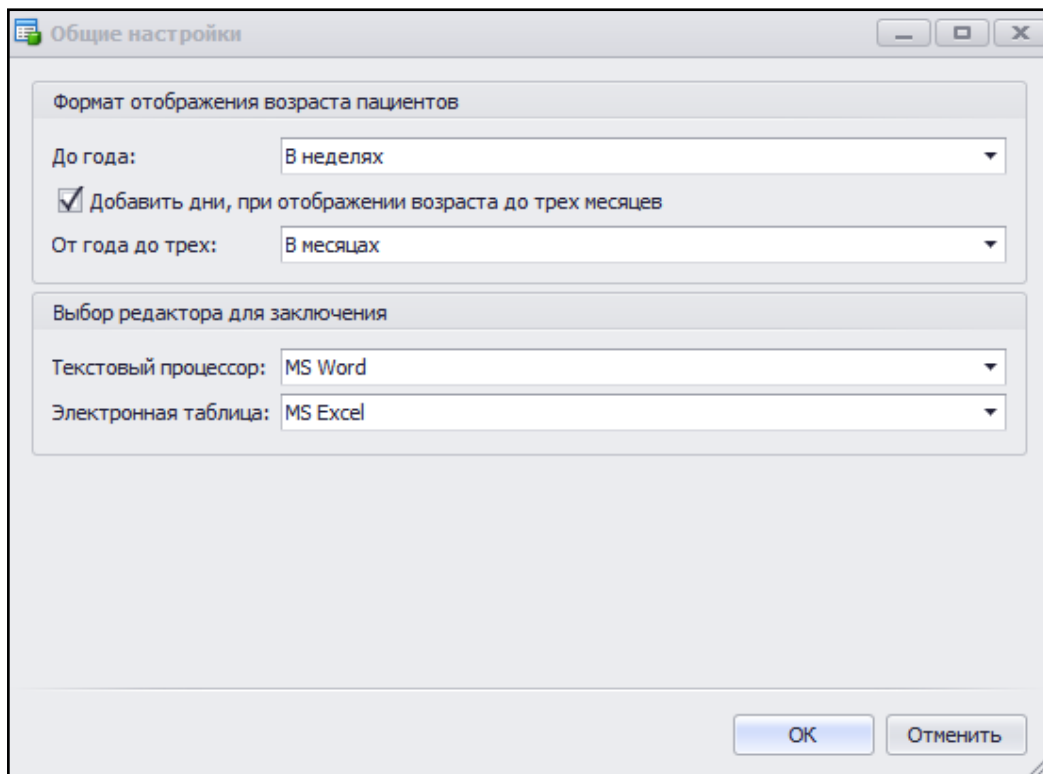 Общие настройки
Формат отображения возраста пациентов
До года: В неделях
Добавить дни, при отображении возраста до трех месяцев
От года до трех: В месяцах
Выбор редактора для заключения
Текстовый процессор: MS Word
Электронная таблица: MS Excel
ОК Отменить